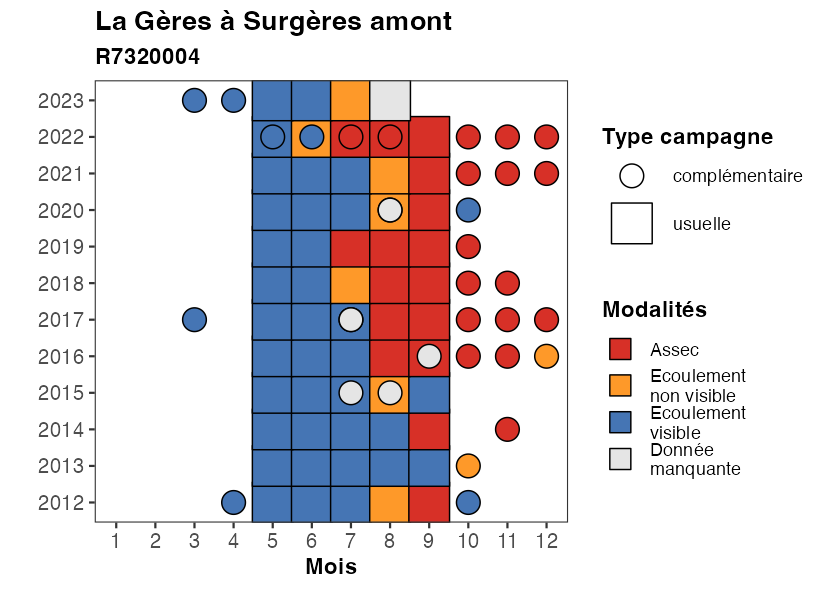 La Gères à Surgères amont
R7320004
2023
2022
2021
2020
2019
2018
2017
2016
2015
2014
2013
2012
1 2 3 4 5 6 7 8 9 10 11 12
Mois
Type campagne
complémentaire
usuelle
Modalités
Assec
Ecoulement
non visible
Ecoulement
visible
Donnée
manquante